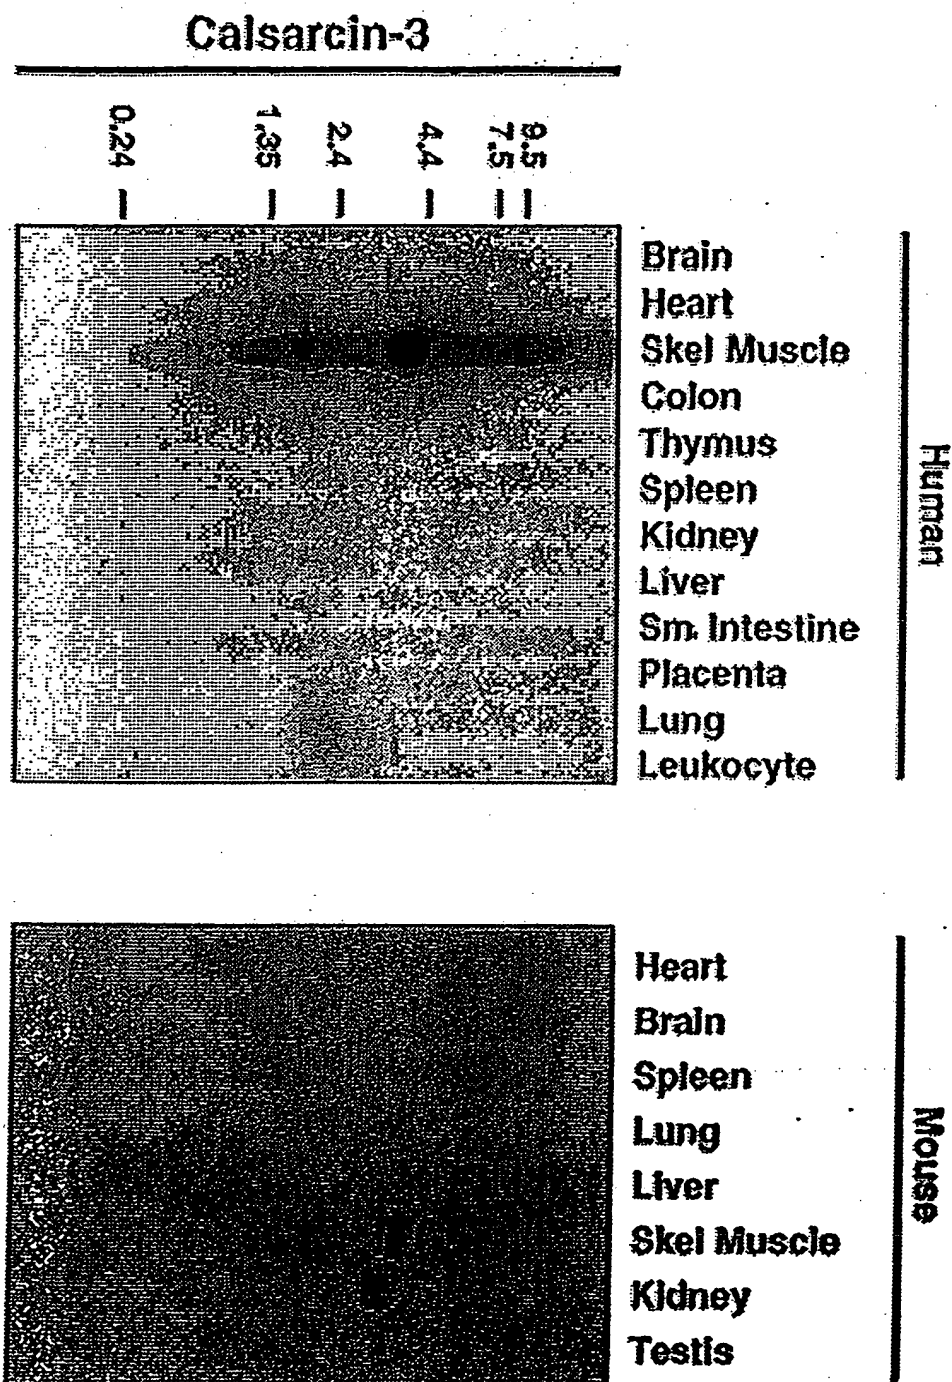 Calsarcin-3
0.24
1.35
2.4
4.4
7.5
9.5
Brain
Heart
Skel Muscle
Colon
Thymus
Spleen
Kidney
Liver
Sm. Intestine
Placenta
Lung
Leukocyte
Human
Heart
Brain
Spleen
Lung
Liver
Skel Muscle
Kidney
Testis
Mouse